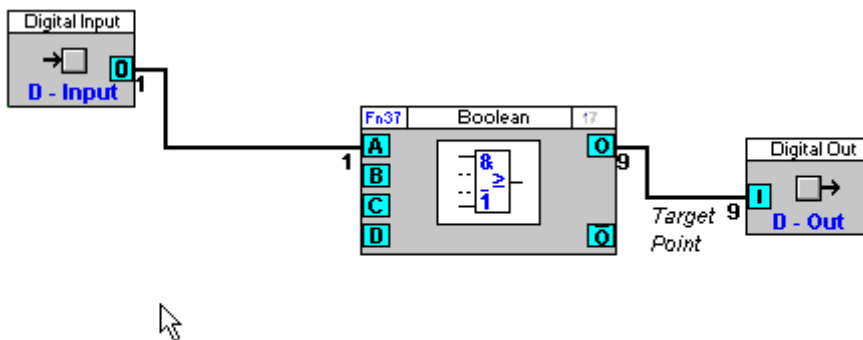 Digital Input
0
1
D - Input
Fn37 Boolean 17
A
1
B
C
D
&
≥
1
O
9
O
Digital Out
I
9
D - Out
Target
Point